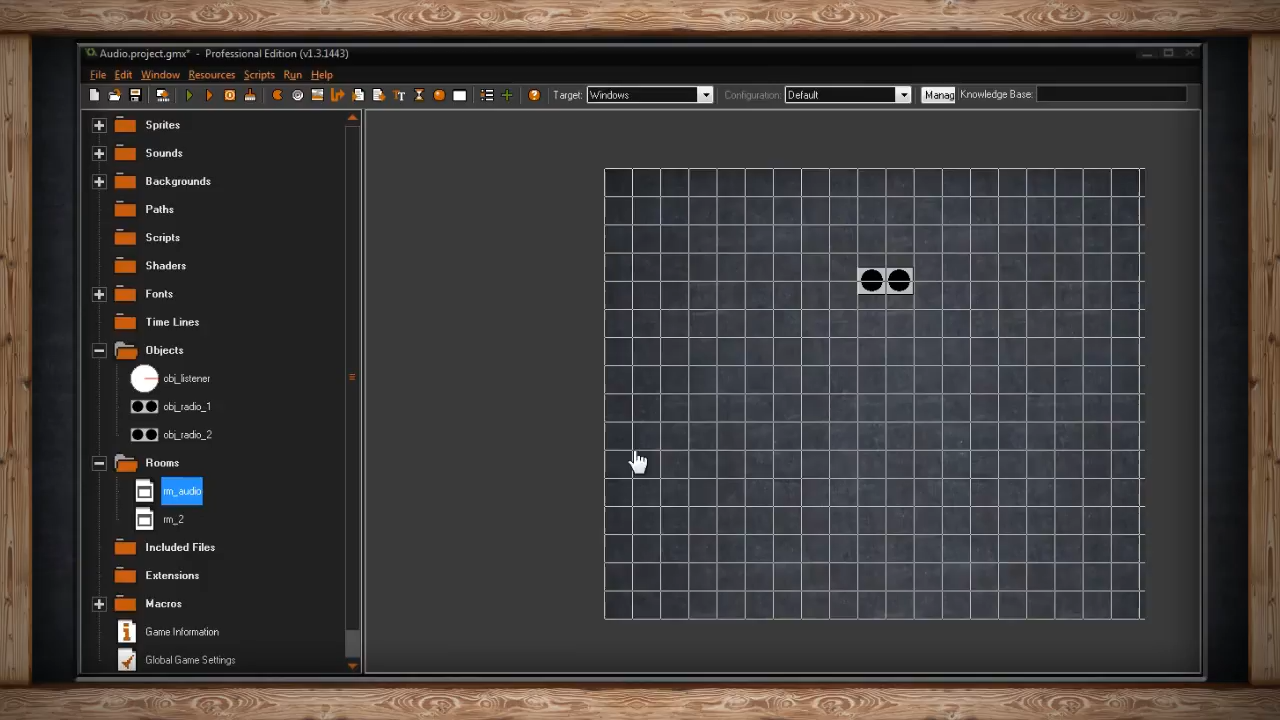 Audio.project.gmx* - Professional Edition (v1.3.1443)
File Edit Window Resources Scripts Run Help
Target: Windows Configuration: Default Manag Knowledge Base:
Sprites
Sounds
Backgrounds
Paths
Scripts
Shaders
Fonts
Time Lines
Objects
obj_listener
obj_radio_1
obj_radio_2
Rooms
rm_audio
rm_2
Included Files
Extensions
Macros
Game Information
Global Game Settings